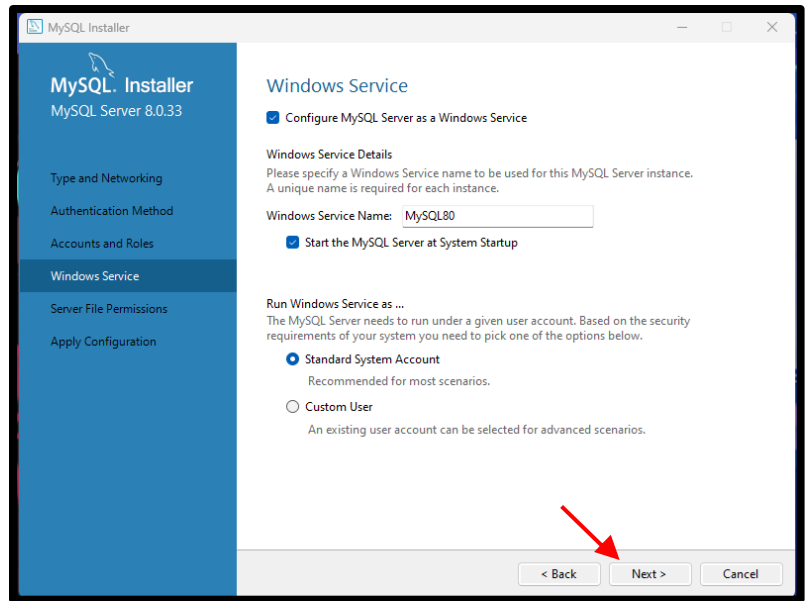 MySQL Installer
MySQL. Installer
MySQL Server 8.0.33
Type and Networking
Authentication Method
Accounts and Roles
Windows Service
Server File Permissions
Apply Configuration
Windows Service
Configure MySQL Server as a Windows Service
Windows Service Details
Please specify a Windows Service name to be used for this MySQL Server instance.
A unique name is required for each instance.
Windows Service Name: MySQL80
Start the MySQL Server at System Startup
Run Windows Service as ...
The MySQL Server needs to run under a given user account. Based on the security
requirements of your system you need to pick one of the options below.
Standard System Account
Recommended for most scenarios.
Custom User
An existing user account can be selected for advanced scenarios.
< Back Next > Cancel